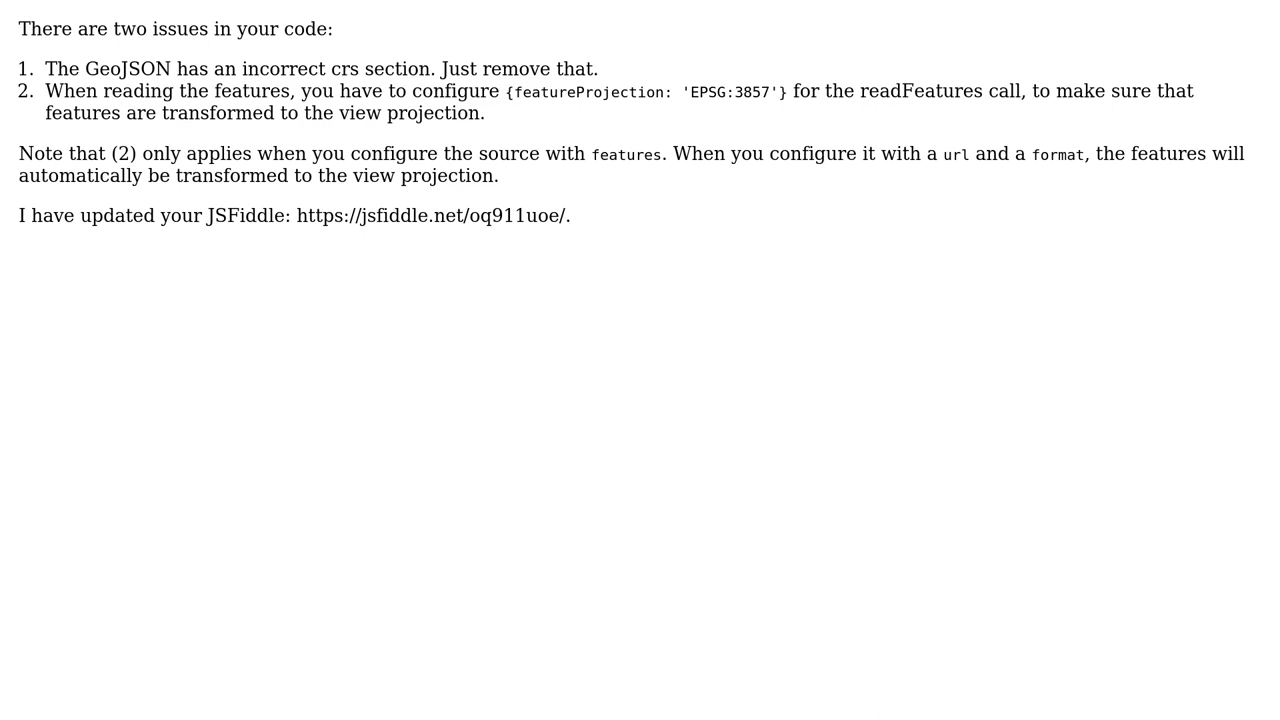 There are two issues in your code:
1. The GeoJSON has an incorrect crs section. Just remove that.
2. When reading the features, you have to configure {featureProjection: 'EPSG:3857'} for the readFeatures call, to make sure that
features are transformed to the view projection.
Note that (2) only applies when you configure the source with features. When you configure it with a url and a format, the features will
automatically be transformed to the view projection.
I have updated your JSFiddle: https://jsfiddle.net/oq911uoe/.